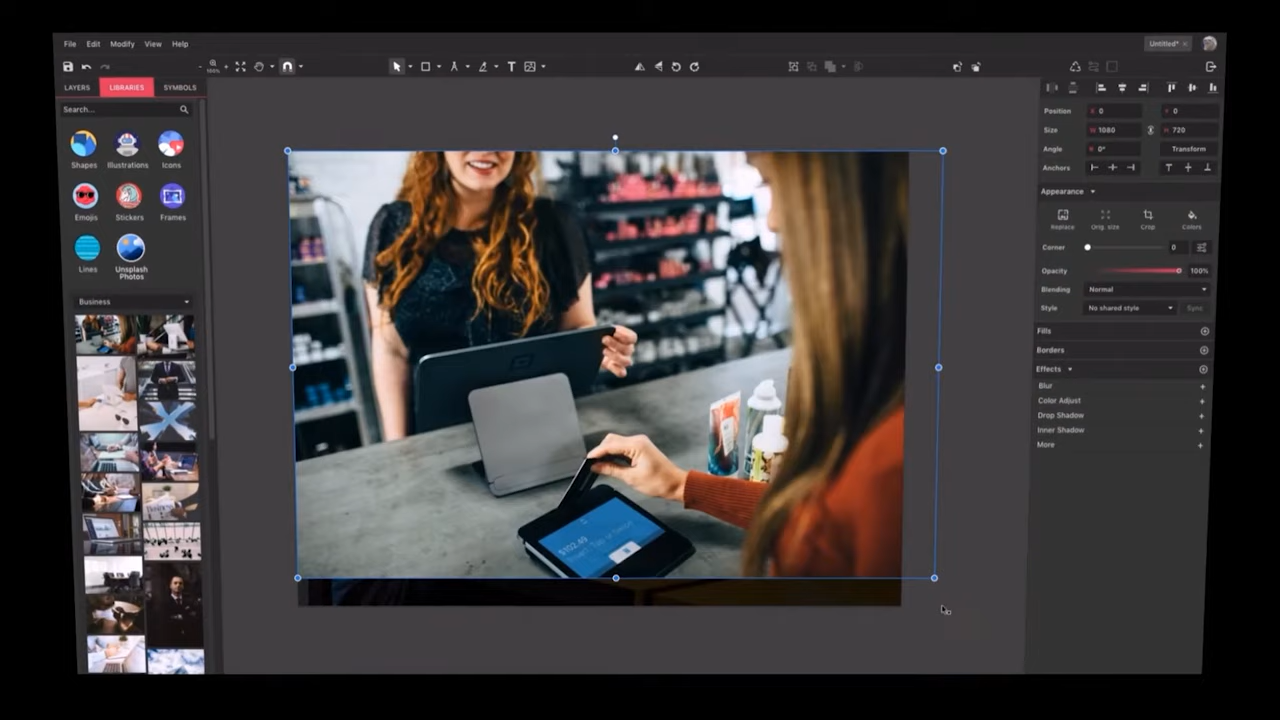 File Edit Modify View Help
Untitled*
LAYERS LIBRARIES SYMBOLS
Search...
Shapes Illustrations Icons
Emojis Stickers Frames
Lines Unsplash Photos
Business
Position X 0 Y 0
Size W 1080 H 720
Angle 0° Transform
Anchors
Appearance
Replace Orig. size Crop Colors
Corner 0
Opacity 100%
Blending Normal
Style No shared style Sync
Fills
Borders
Effects
Blur
Color Adjust
Drop Shadow
Inner Shadow
More
$102.49